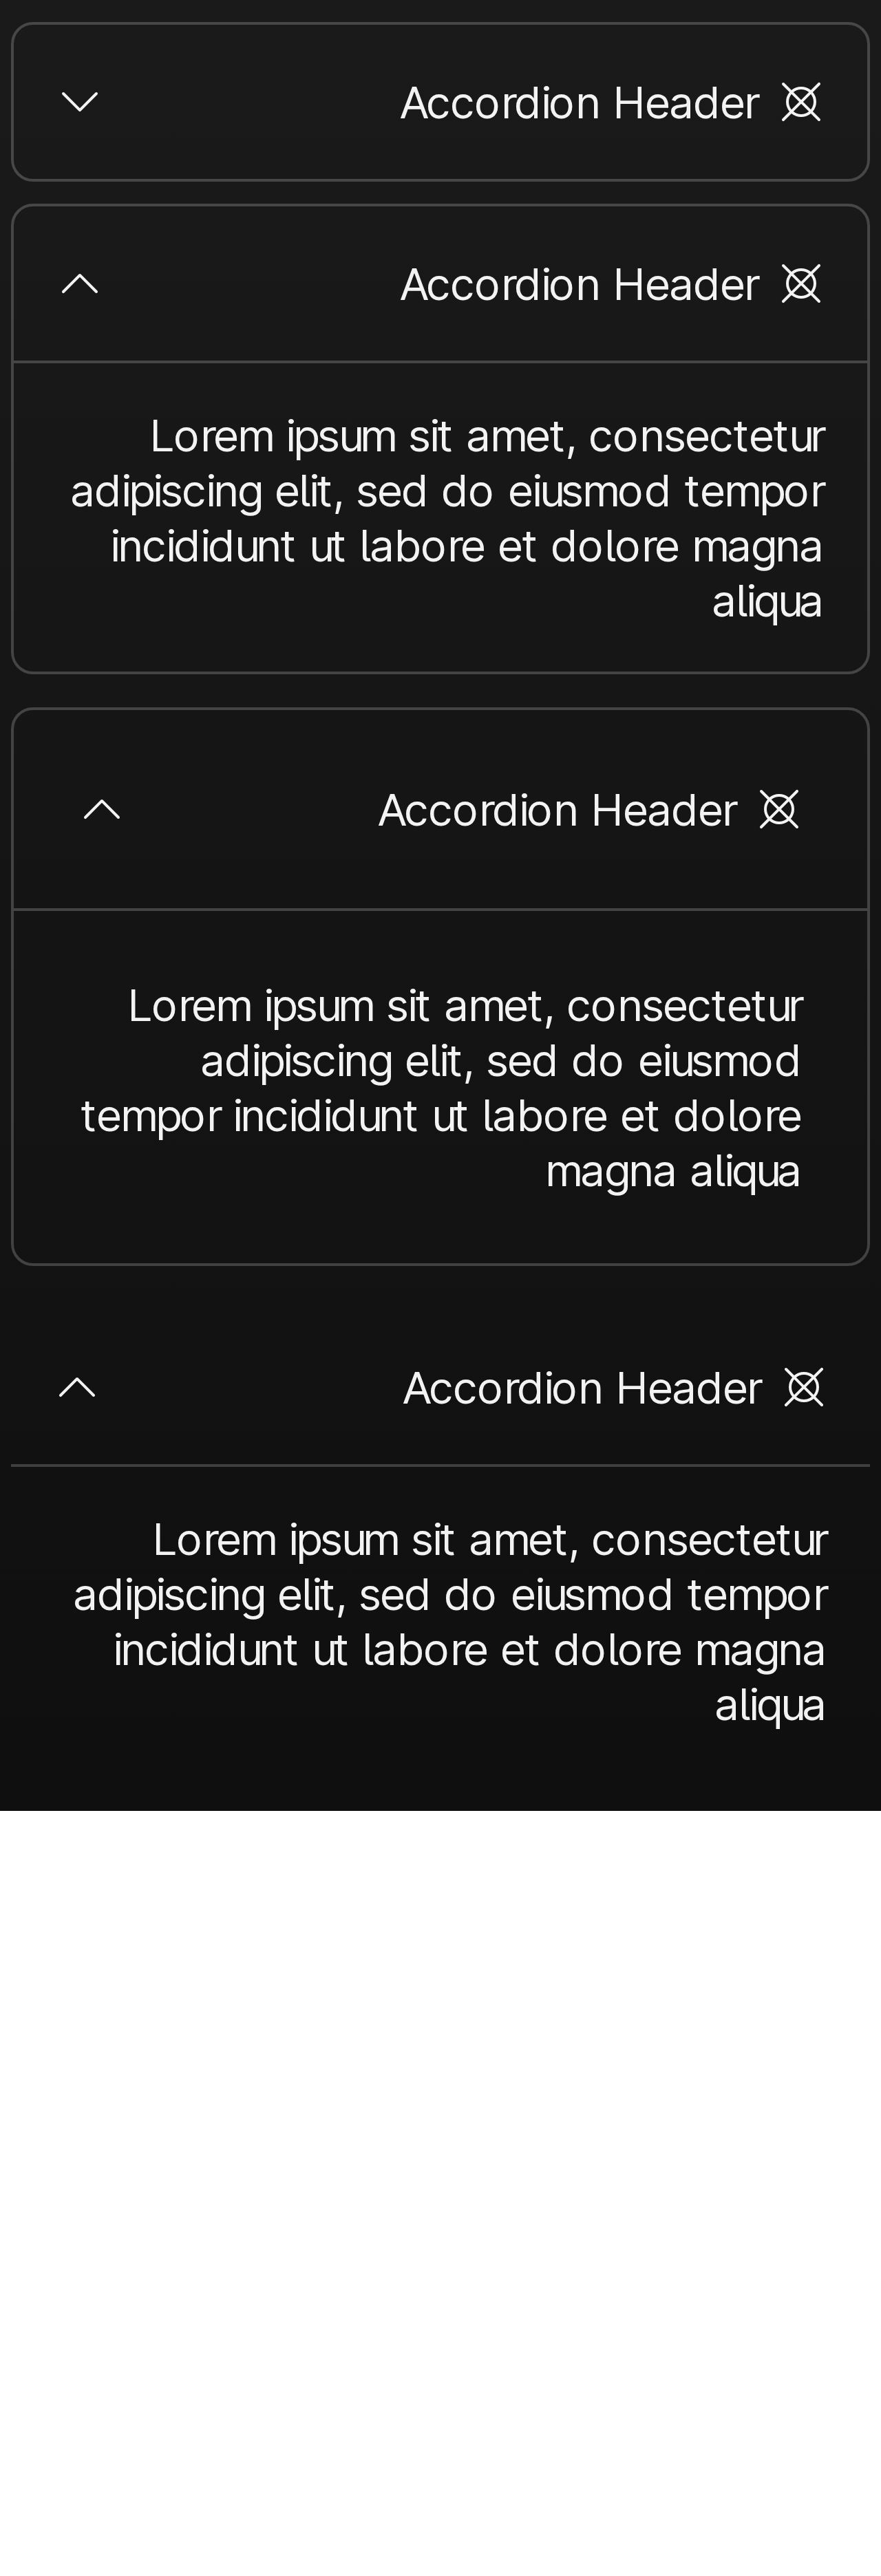 Accordion Header
Accordion Header
Lorem ipsum sit amet, consectetur
adipiscing elit, sed do eiusmod tempor
incididunt ut labore et dolore magna
aliqua
Accordion Header
Lorem ipsum sit amet, consectetur
adipiscing elit, sed do eiusmod
tempor incididunt ut labore et dolore
magna aliqua
Accordion Header
Lorem ipsum sit amet, consectetur
adipiscing elit, sed do eiusmod tempor
incididunt ut labore et dolore magna
aliqua